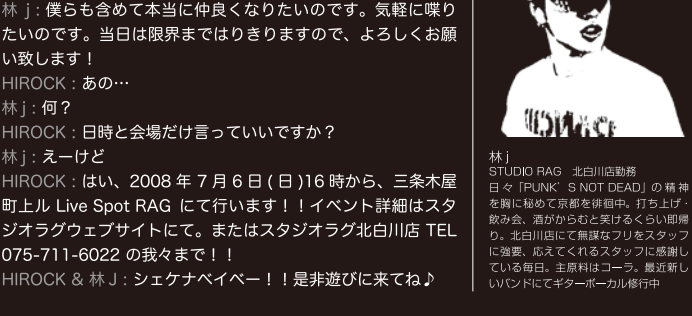 林 j : 僕らも含めて本当に仲良くなりたいのです。気軽に喋り
たいのです。当日は限界まではりきりますので、よろしくお願
い致します！
HIROCK : あの…
林 j : 何？
HIROCK : 日時と会場だけ言っていいですか？
林 j : えーけど
HIROCK : はい、2008 年 7 月 6 日 ( 日 )16 時から、三条木屋
町上ル Live Spot RAG にて行います！！イベント詳細はスタ
ジオラグウェブサイトにて。またはスタジオラグ北白川店 TEL
075-711-6022 の我々まで！！
HIROCK & 林 J : シェケナベイベー！！是非遊びに来てね♪
林 j
STUDIO RAG　北白川店勤務
日々「PUNK’S NOT DEAD」の精神
を胸に秘めて京都を徘徊中。打ち上げ・
飲み会、酒がからむと笑けるくらい即帰
り。北白川店にて無謀なフリをスタッフ
に強要、応えてくれるスタッフに感謝し
ている毎日。主原料はコーラ。最近新し
いバンドにてギターボーカル修行中